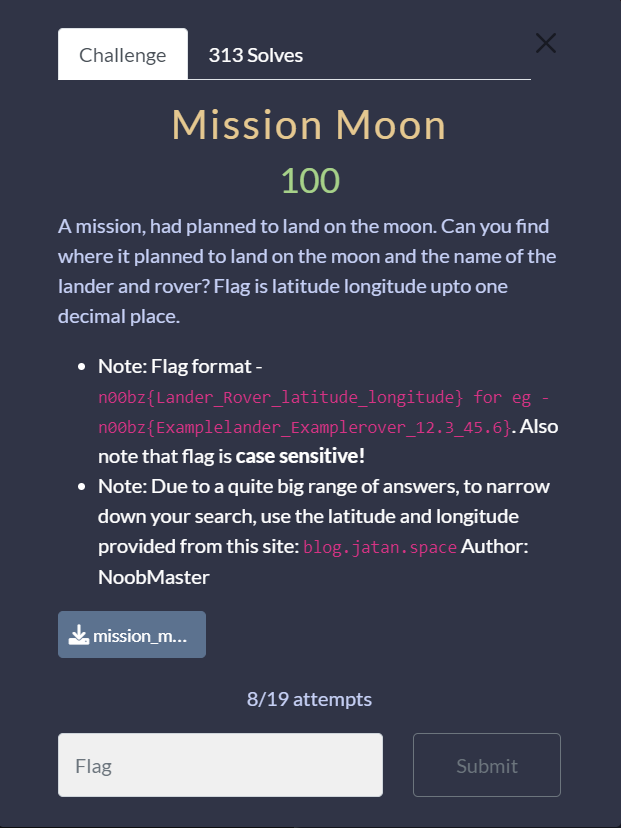 Challenge
313 Solves
Mission Moon
100
A mission, had planned to land on the moon. Can you find
where it planned to land on the moon and the name of the
lander and rover? Flag is latitude longitude upto one
decimal place.
Note: Flag format -
n00bz{Lander_Rover_latitude_longitude} for eg -
n00bz{Examplelander_Examplerover_12.3_45.6}. Also
note that flag is case sensitive!
Note: Due to a quite big range of answers, to narrow
down your search, use the latitude and longitude
provided from this site: blog.jatan.space Author:
NoobMaster
mission_m...
8/19 attempts
Flag
Submit